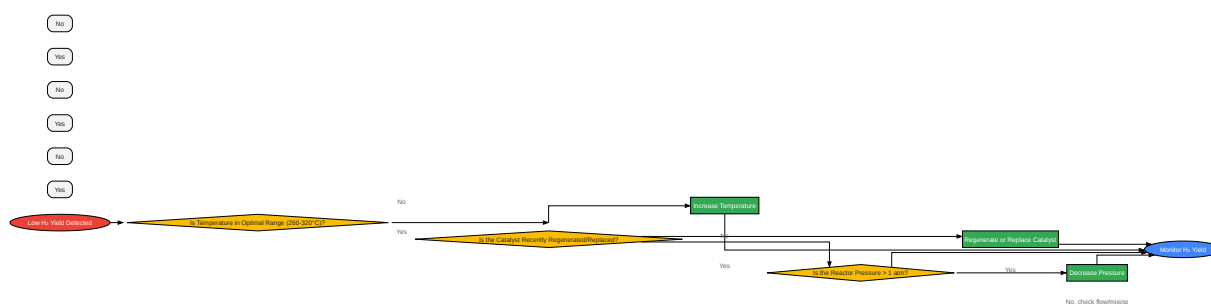 No
Yes
No
Yes
No
Yes
No
Increase Temperature
Low H₂ Yield Detected
Is Temperature in Optimal Range (260-320°C)?
Yes
Is the Catalyst Recently Regenerated/Replaced?
No
Regenerate or Replace Catalyst
Monitor H₂ Yield
Yes
Is the Reactor Pressure > 1 atm?
Yes
Decrease Pressure
No, check flow/mixing